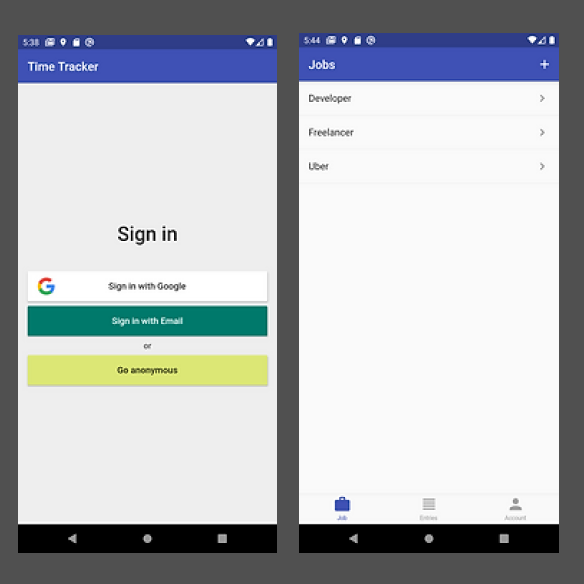 5:38
Time Tracker
Sign in
Sign in with Google
Sign in with Email
or
Go anonymous
5:44
Jobs +
Developer
Freelancer
Uber
Job Entries Account